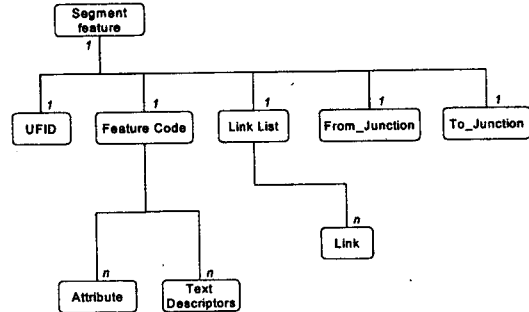 Segment
feature
1
1
1
1
1
1
UFID
Feature Code
Link List
From_Junction
To_Junction
n
Link
n
n
Attribute
Text
Descriptors